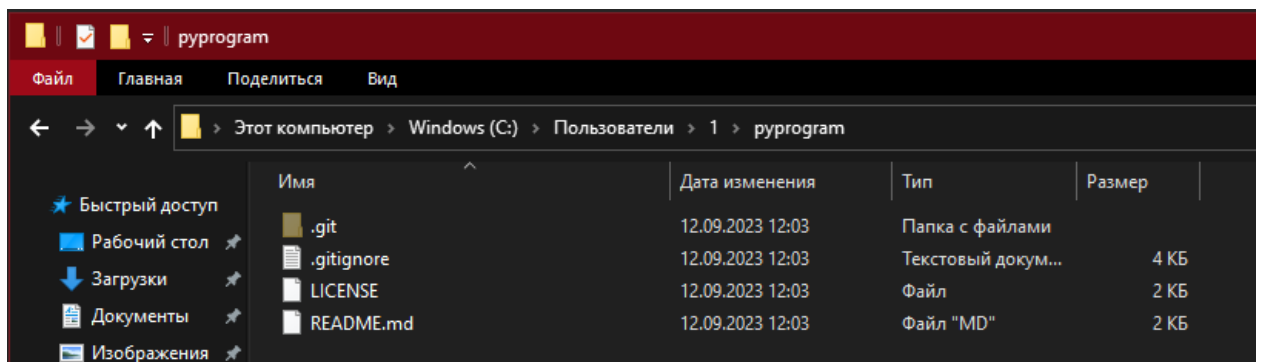 pyprogram
Файл Главная Поделиться Вид
Этот компьютер > Windows (C:) > Пользователи > 1 > pyprogram
Имя Дата изменения Тип Размер
Быстрый доступ
.git 12.09.2023 12:03 Папка с файлами
Рабочий стол
.gitignore 12.09.2023 12:03 Текстовый докум... 4 КБ
Загрузки
LICENSE 12.09.2023 12:03 Файл 2 КБ
Документы
README.md 12.09.2023 12:03 Файл "MD" 2 КБ
Изображения